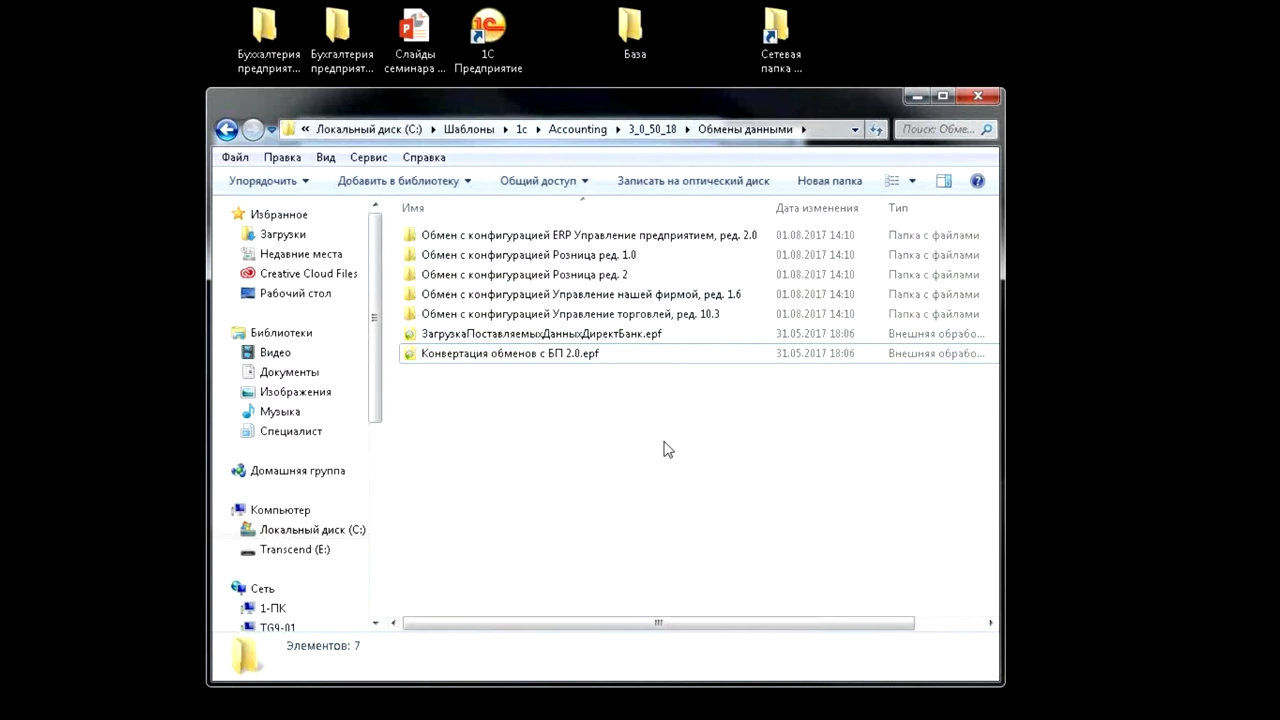 Буххалтерия предприят...
Бухгалтерия предприят...
Слайды семинара ...
1С Предприятие
База
Сетевая папка ...
« Локальный диск (C:) Шаблоны 1c Accounting 3_0_50_18 Обмены данными
Поиск: Обме...
Файл Правка Вид Сервис Справка
Упорядочить Добавить в библиотеку Общий доступ Записать на оптический диск Новая папка
Избранное
Загрузки
Недавние места
Creative Cloud Files
Рабочий стол
Библиотеки
Видео
Документы
Изображения
Музыка
Специалист
Домашняя группа
Компьютер
Локальный диск (C:)
Transcend (E:)
Сеть
1-ПК
TG9-01
Имя Дата изменения Тип
Обмен с конфигурацией ERP Управление предприятием, ред. 2.0 01.08.2017 14:10 Папка с файлами
Обмен с конфигурацией Розница ред. 1.0 01.08.2017 14:10 Папка с файлами
Обмен с конфигурацией Розница ред. 2 01.08.2017 14:10 Папка с файлами
Обмен с конфигурацией Управление нашей фирмой, ред. 1.6 01.08.2017 14:10 Папка с файлами
Обмен с конфигурацией Управление торговлей, ред. 10.3 01.08.2017 14:10 Папка с файлами
ЗагрузкаПоставляемыхДанныхДиректБанк.epf 31.05.2017 18:06 Внешняя обрабо...
Конвертация обменов с БП 2.0.epf 31.05.2017 18:06 Внешняя обрабо...
Элементов: 7